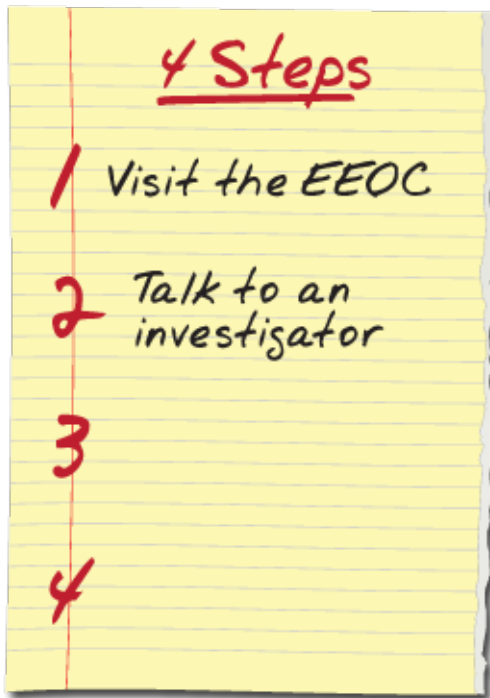 4 Steps
1 Visit the EEOC
2 Talk to an
investigator
3
4